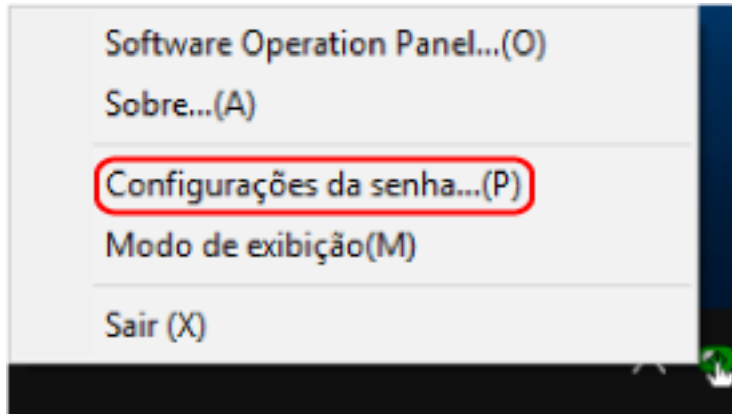 Software Operation Panel...(O)
Sobre...(A)
Configurações da senha...(P)
Modo de exibição(M)
Sair (X)